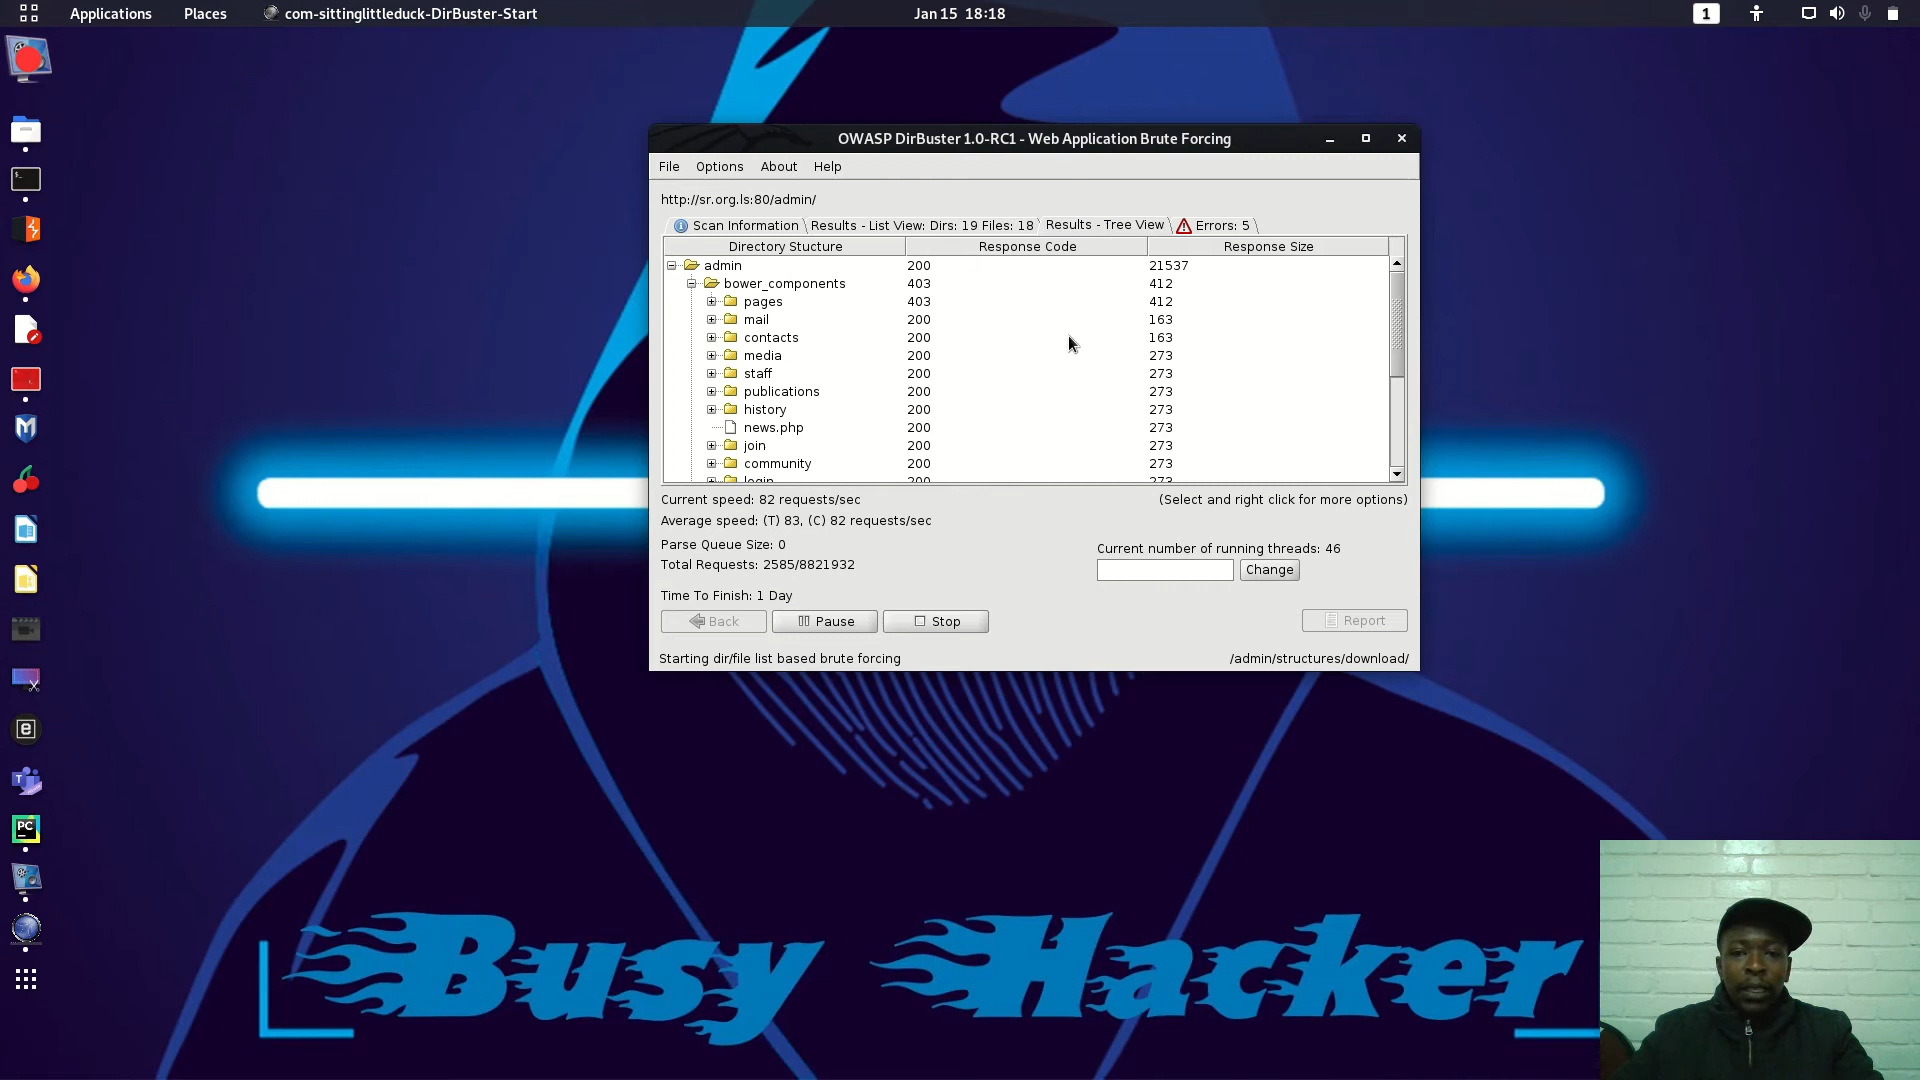 Applications Places com-sittinglittleduck-DirBuster-Start Jan 15 18:18 1
OWASP DirBuster 1.0-RC1 - Web Application Brute Forcing
File Options About Help
http://sr.org.ls:80/admin/
Scan Information Results - List View: Dirs: 19 Files: 18 Results - Tree View Errors: 5
Directory Stucture Response Code Response Size
admin 200 21537
bower_components 403 412
pages 403 412
mail 200 163
contacts 200 163
media 200 273
staff 200 273
publications 200 273
history 200 273
news.php 200 273
join 200 273
community 200 273
login 200 273
Current speed: 82 requests/sec (Select and right click for more options)
Average speed: (T) 83, (C) 82 requests/sec
Parse Queue Size: 0
Current number of running threads: 46
Total Requests: 2585/8821932
Change
Time To Finish: 1 Day
Back Pause Stop Report
Starting dir/file list based brute forcing /admin/structures/download/
PC
Busy Hacker